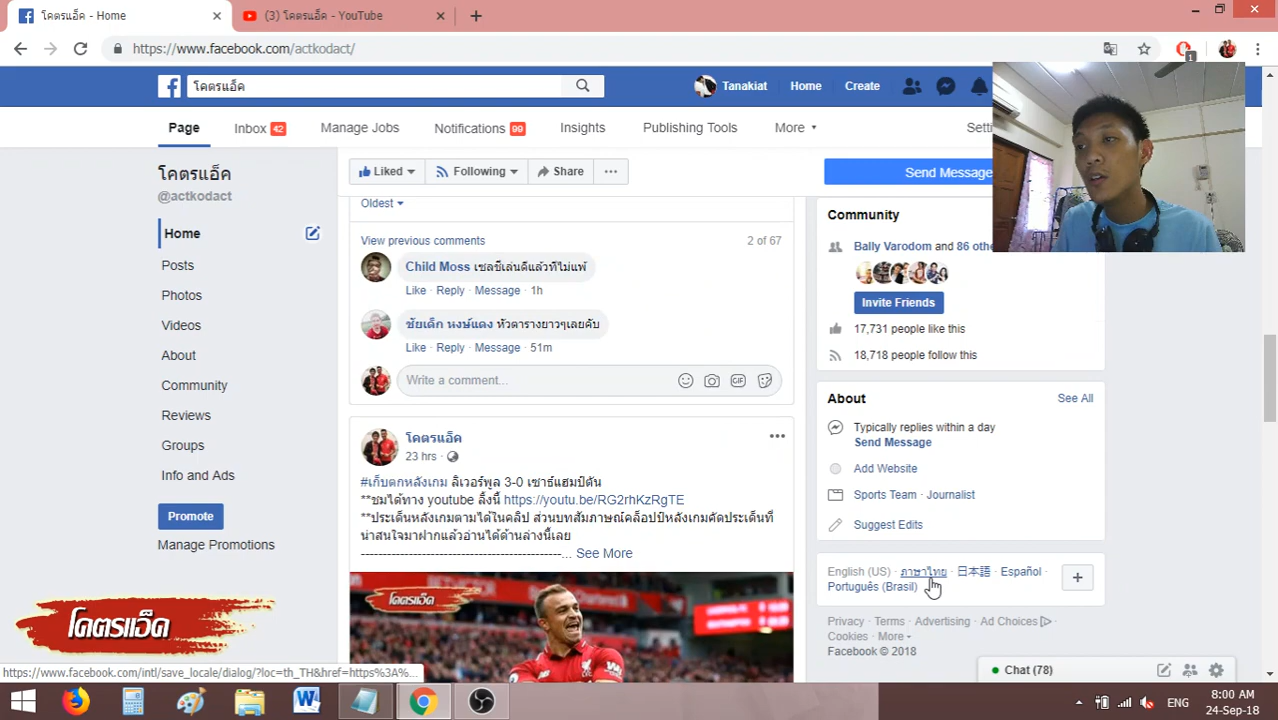 โคตรแอ็ค - Home
(3) โคตรแอ็ค - YouTube
https://www.facebook.com/actkodact/
1
โคตรแอ็ค
Tanakiat
Home
Create
Page
Inbox 42
Manage Jobs
Notifications 99
Insights
Publishing Tools
More
Setti
โคตรแอ็ค
@actkodact
Home
Posts
Photos
Videos
About
Community
Reviews
Groups
Info and Ads
Promote
Manage Promotions
Liked
Following
Share
Send Message
Oldest
View previous comments
2 of 67
Child Moss เชลซีเล่นดีแล้วที่ไม่แพ้
Like · Reply · Message · 1h
ชัยเด็ก หงษ์แดง หัวตารางยาวๆเลยคับ
Like · Reply · Message · 51m
Write a comment...
GIF
โคตรแอ็ค
23 hrs ·
#เก็บตกหลังเกม ลิเวอร์พูล 3-0 เซาธ์แฮมป์ตัน
**ชมได้ทาง youtube ลิ้งนี้ https://youtu.be/RG2rhKzRgTE
**ประเด็นหลังเกมตามได้ในคลิป ส่วนบทสัมภาษณ์คล็อปป์หลังเกมคัดประเด็นที่
น่าสนใจมาฝากแล้วอ่านได้ด้านล่างนี้เลย
-------------------------------------------... See More
โคตรแอ็ค
Community
Bally Varodom and 86 othe
Invite Friends
17,731 people like this
18,718 people follow this
About
See All
Typically replies within a day
Send Message
Add Website
Sports Team · Journalist
Suggest Edits
English (US) · ภาษาไทย · 日本語 · Español ·
Português (Brasil)
Privacy · Terms · Advertising · Ad Choices ·
Cookies · More
Facebook © 2018
Chat (78)
โคตรแอ็ค
https://www.facebook.com/intl/save_locale/dialog/?loc=th_TH&href=https%3A%...
ENG
8:00 AM
24-Sep-18